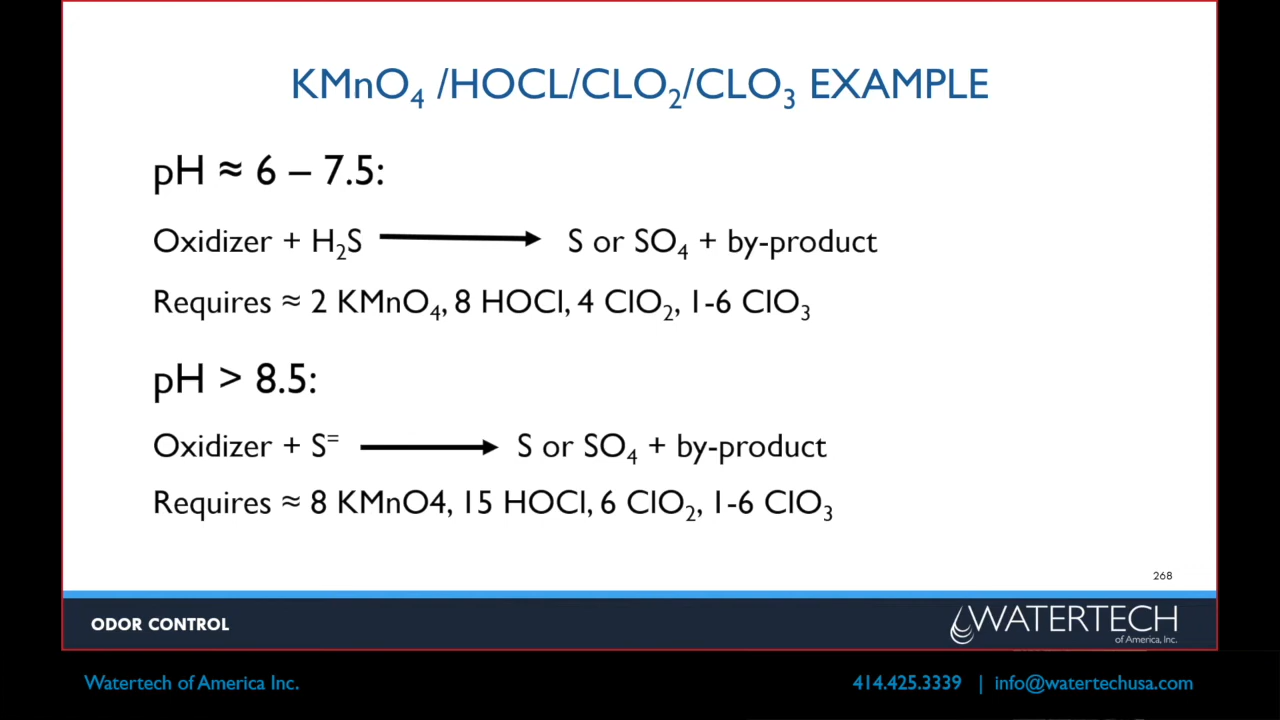 KMnO₄ /HOCL/CLO₂/CLO₃ EXAMPLE
pH ≈ 6 – 7.5:
Oxidizer + H₂S ⟶ S or SO₄ + by-product
Requires ≈ 2 KMnO₄, 8 HOCl, 4 ClO₂, 1-6 ClO₃
pH > 8.5:
Oxidizer + S⁼ ⟶ S or SO₄ + by-product
Requires ≈ 8 KMnO4, 15 HOCl, 6 ClO₂, 1-6 ClO₃
268
ODOR CONTROL
WATERTECH
of America, Inc.
Watertech of America Inc.
414.425.3339 | info@watertechusa.com